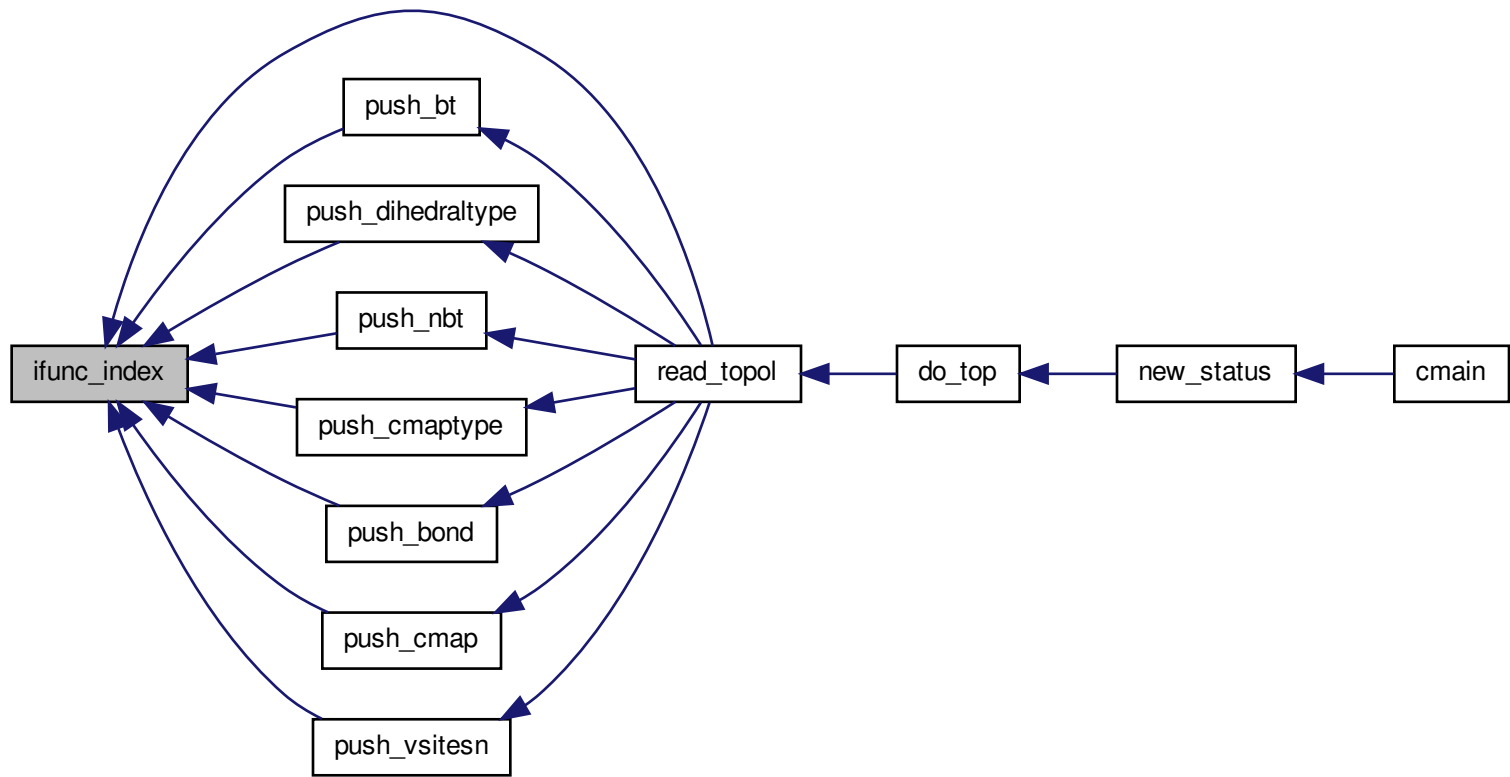 push_bt
push_dihedraltype
push_nbt
ifunc_index
read_topol
do_top
new_status
cmain
push_cmaptype
push_bond
push_cmap
push_vsitesn